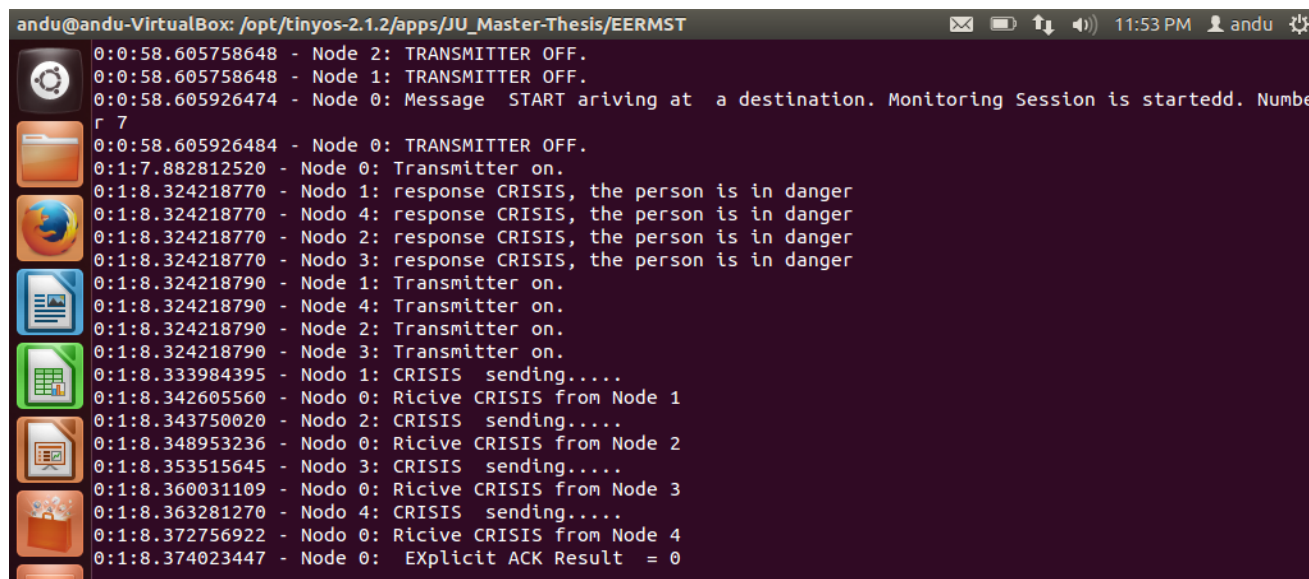 andu@andu-VirtualBox: /opt/tinyos-2.1.2/apps/JU_Master-Thesis/EERMST 11:53 PM andu
0:0:58.605758648 - Node 2: TRANSMITTER OFF.
0:0:58.605758648 - Node 1: TRANSMITTER OFF.
0:0:58.605926474 - Node 0: Message  START ariving at  a destination. Monitoring Session is startedd. Numbe
r 7
0:0:58.605926484 - Node 0: TRANSMITTER OFF.
0:1:7.882812520 - Node 0: Transmitter on.
0:1:8.324218770 - Nodo 1: response CRISIS, the person is in danger
0:1:8.324218770 - Nodo 4: response CRISIS, the person is in danger
0:1:8.324218770 - Nodo 2: response CRISIS, the person is in danger
0:1:8.324218770 - Nodo 3: response CRISIS, the person is in danger
0:1:8.324218790 - Node 1: Transmitter on.
0:1:8.324218790 - Node 4: Transmitter on.
0:1:8.324218790 - Node 2: Transmitter on.
0:1:8.324218790 - Node 3: Transmitter on.
0:1:8.333984395 - Nodo 1: CRISIS  sending.....
0:1:8.342605560 - Nodo 0: Ricive CRISIS from Node 1
0:1:8.343750020 - Nodo 2: CRISIS  sending.....
0:1:8.348953236 - Nodo 0: Ricive CRISIS from Node 2
0:1:8.353515645 - Nodo 3: CRISIS  sending.....
0:1:8.360031109 - Nodo 0: Ricive CRISIS from Node 3
0:1:8.363281270 - Nodo 4: CRISIS  sending.....
0:1:8.372756922 - Nodo 0: Ricive CRISIS from Node 4
0:1:8.374023447 - Node 0:  EXplicit ACK Result  = 0